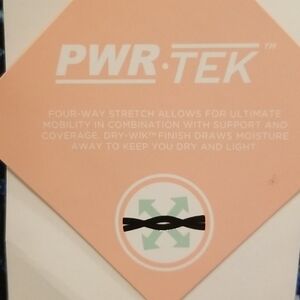 PWR·TEK™
FOUR-WAY STRETCH ALLOWS FOR ULTIMATE
MOBILITY IN COMBINATION WITH SUPPORT AND
COVERAGE. DRY-WIK™ FINISH DRAWS MOISTURE
AWAY TO KEEP YOU DRY AND LIGHT.